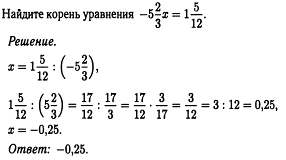 Найдите корень уравнения −5 2/3 x = 1 5/12.
Решение.
x = 1 5/12 : (−5 2/3),
1 5/12 : (5 2/3) = 17/12 : 17/3 = 17/12 · 3/17 = 3/12 = 3 : 12 = 0,25,
x = −0,25.
Ответ: −0,25.